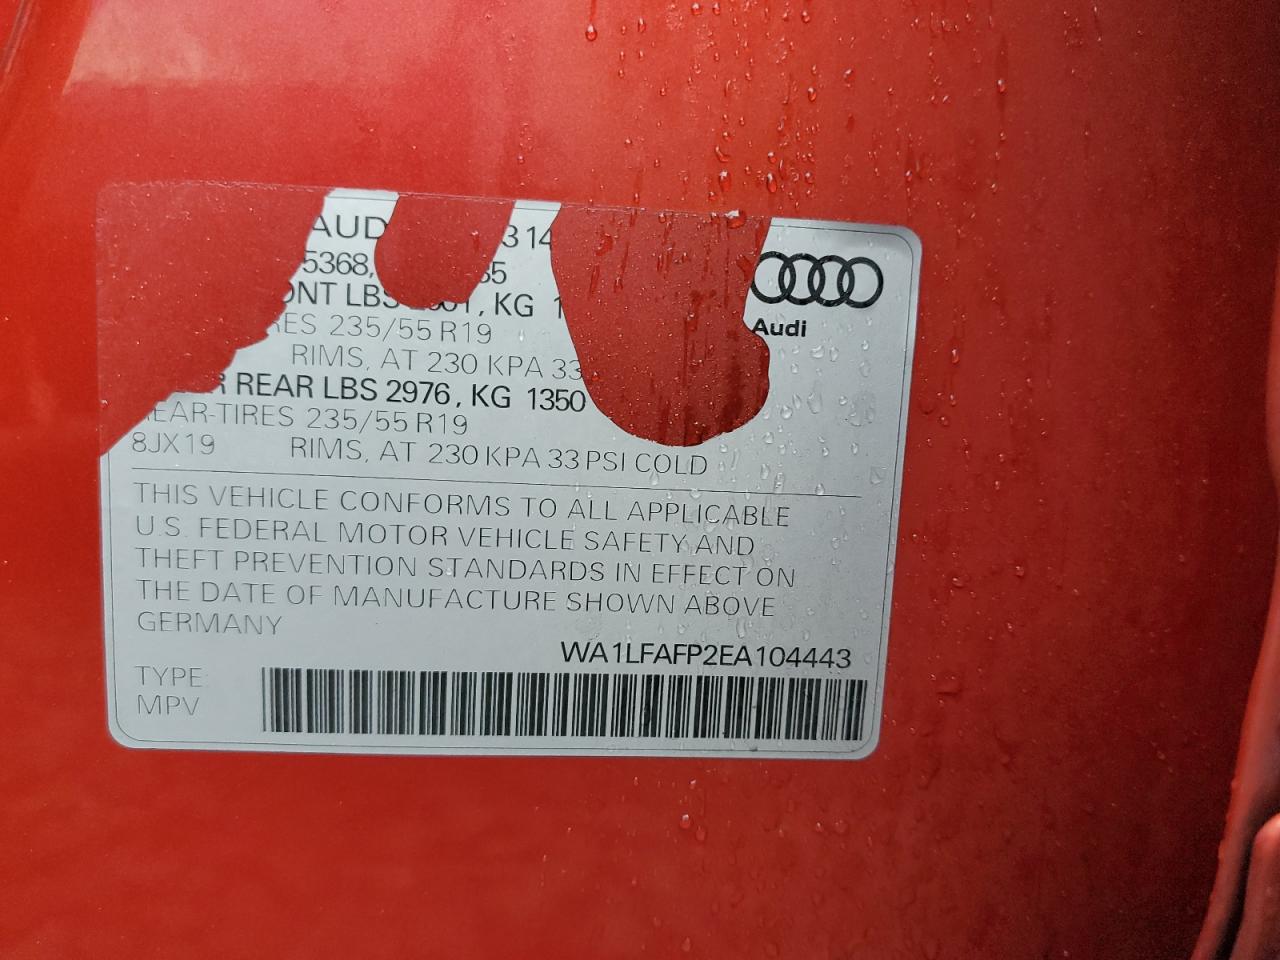 AUD 3 14
5368, 35
ONT LBS KG 1
RES 235/55 R19
RIMS, AT 230 KPA 33
R REAR LBS 2976, KG 1350
EAR-TIRES 235/55 R19
8JX19 RIMS, AT 230 KPA 33 PSI COLD
Audi
THIS VEHICLE CONFORMS TO ALL APPLICABLE
U.S. FEDERAL MOTOR VEHICLE SAFETY AND
THEFT PREVENTION STANDARDS IN EFFECT ON
THE DATE OF MANUFACTURE SHOWN ABOVE
GERMANY
WA1LFAFP2EA104443
TYPE:
MPV